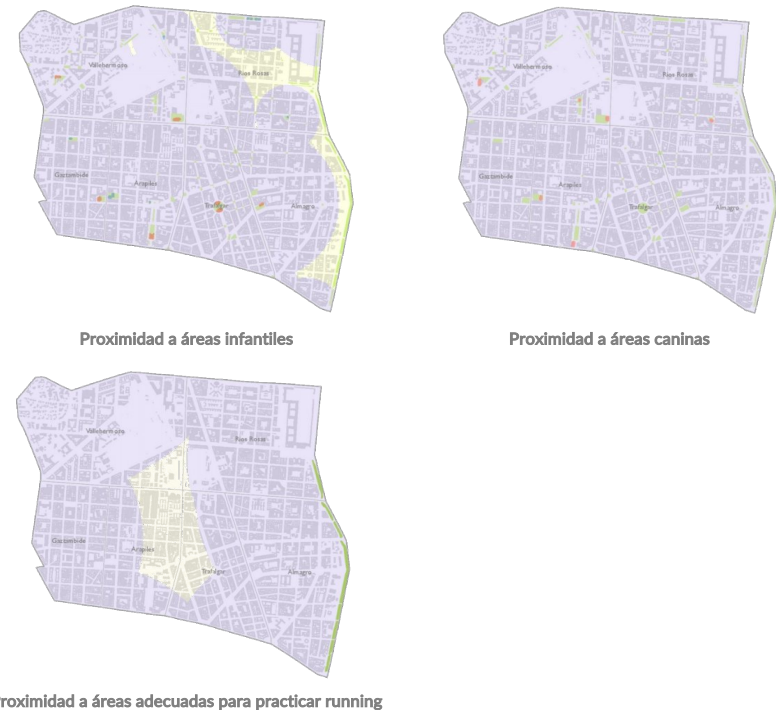 Vallehermoso
Ríos Rosas
Gaztambide
Arapiles
Trafalgar
Almagro
Proximidad a áreas infantiles
Vallehermoso
Ríos Rosas
Gaztambide
Arapiles
Trafalgar
Almagro
Proximidad a áreas caninas
Vallehermoso
Ríos Rosas
Gaztambide
Arapiles
Trafalgar
Almagro
roximidad a áreas adecuadas para practicar running